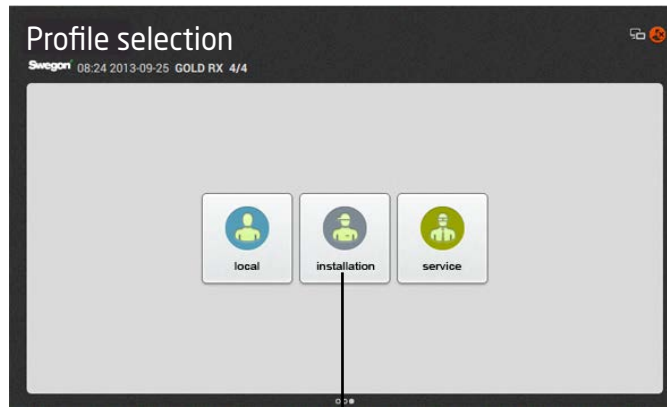 Profile selection
Swegon 08:24 2013-09-25 GOLD RX 4/4
local installation service